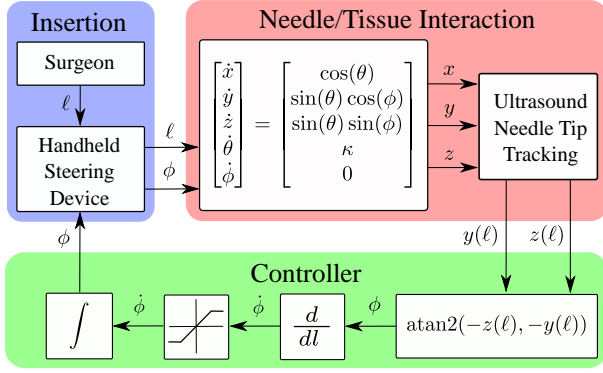 Insertion
Needle/Tissue Interaction
Surgeon
ℓ
Handheld
Steering
Device
ℓ
ϕ
[ẋ ẏ ż θ̇ ϕ̇] = [cos(θ) sin(θ) cos(ϕ) sin(θ) sin(ϕ) κ 0]
x
y
z
Ultrasound
Needle Tip
Tracking
y(ℓ)
z(ℓ)
ϕ
Controller
∫
ϕ̇
ϕ̇
d/dl
ϕ
atan2(−z(ℓ), −y(ℓ))